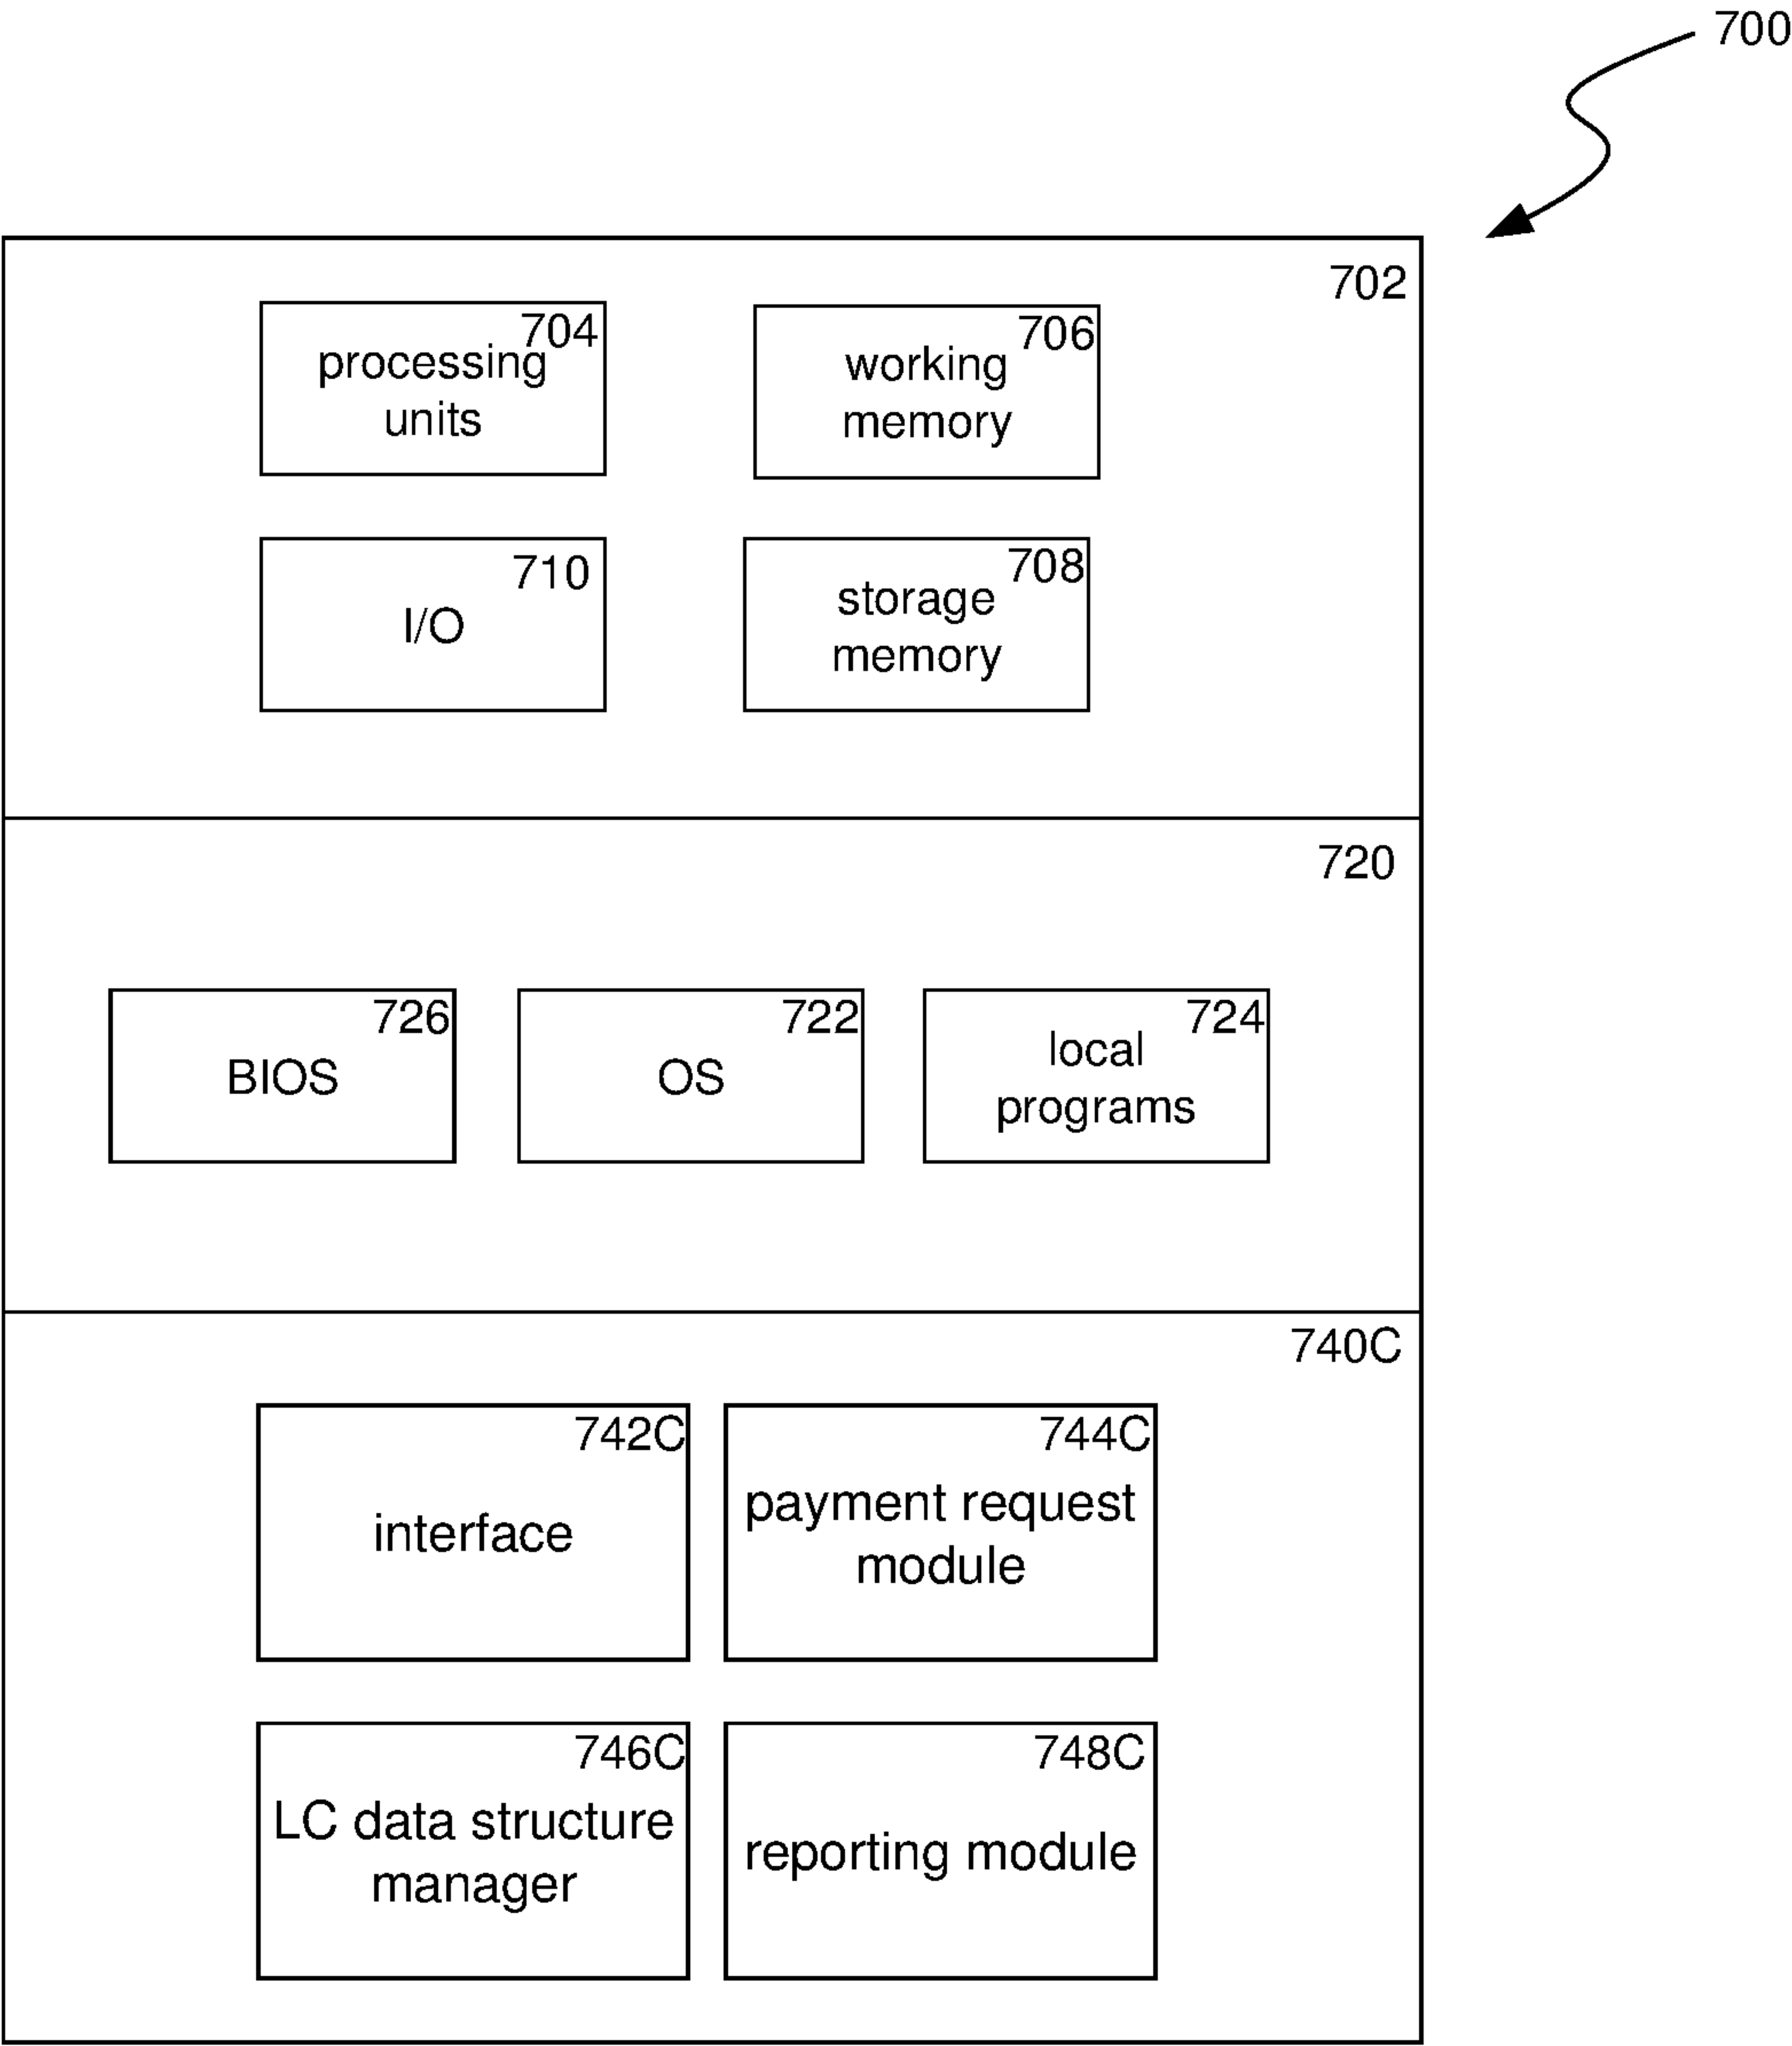 700
702
704
processing
units
706
working
memory
710
I/O
708
storage
memory
720
726
BIOS
722
OS
724
local
programs
740C
742C
interface
744C
payment request
module
746C
LC data structure
manager
748C
reporting module